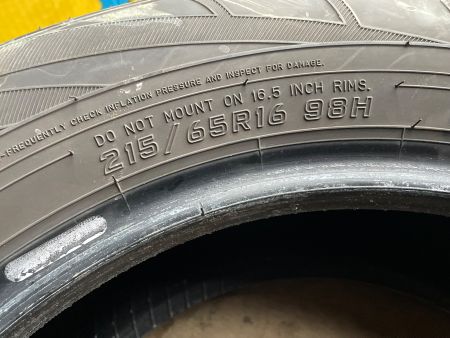 -FREQUENTLY CHECK INFLATION PRESSURE AND INSPECT FOR DAMAGE.
DO NOT MOUNT ON 16.5 INCH RIMS.
215/65R16 98H